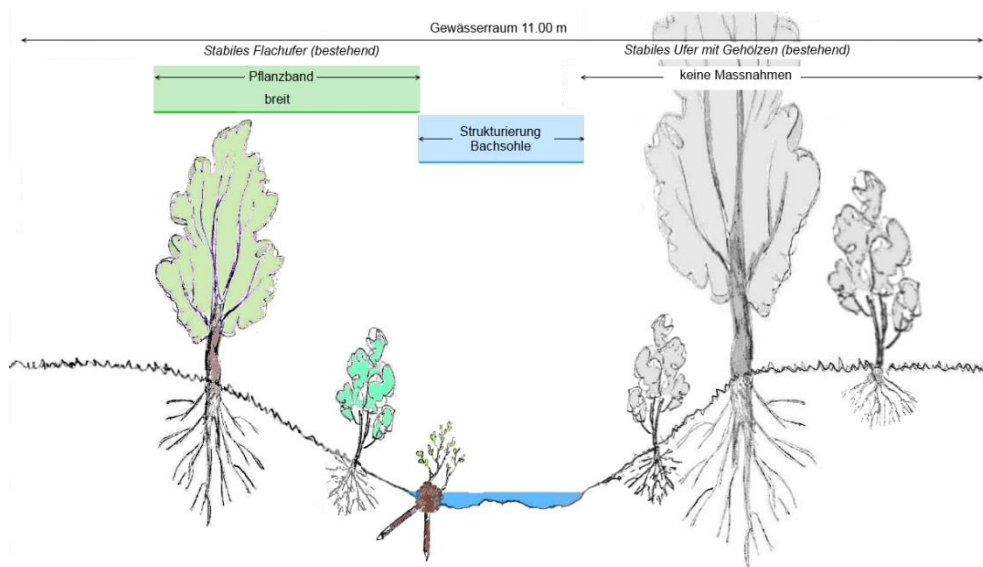 Gewässerraum 11.00 m
Stabiles Flachufer (bestehend)
Stabiles Ufer mit Gehölzen (bestehend)
Pflanzband
breit
keine Massnahmen
Strukturierung
Bachsohle